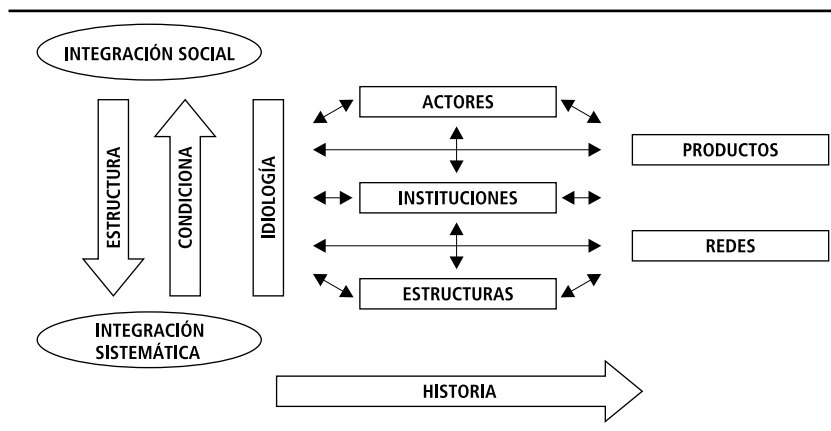 INTEGRACIÓN SOCIAL
ESTRUCTURA
CONDICIONA
IDIOLOGÍA
ACTORES
PRODUCTOS
INSTITUCIONES
REDES
ESTRUCTURAS
INTEGRACIÓN
SISTEMÁTICA
HISTORIA